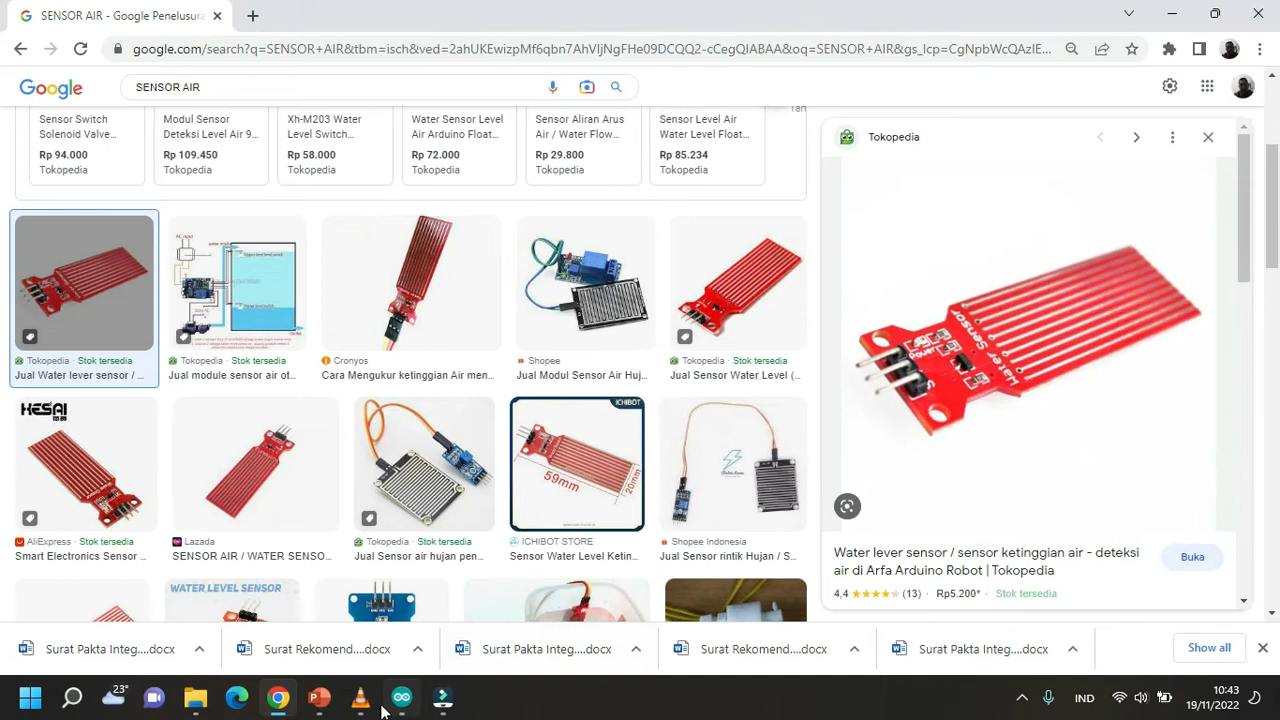 SENSOR AIR - Google Penelusura
google.com/search?q=SENSOR+AIR&tbm=isch&ved=2ahUKEwizpMf6qbn7AhVljNgFHe09DCQQ2-cCegQIABAA&oq=SENSOR+AIR&gs_lcp=CgNpbWcQAzIE...
Google
SENSOR AIR
Sensor Switch
Solenoid Valve...
Rp 94.000
Tokopedia
Modul Sensor
Deteksi Level Air 9...
Rp 109.450
Tokopedia
Xh-M203 Water
Level Switch...
Rp 58.000
Tokopedia
Water Sensor Level
Air Arduino Float...
Rp 72.000
Tokopedia
Sensor Aliran Arus
Air / Water Flow...
Rp 29.800
Tokopedia
Sensor Level Air
Water Level Float...
Rp 85.234
Tokopedia
Tokopedia · Stok tersedia
Jual Water lever sensor / ...
Tokopedia · Stok tersedia
Jual module sensor ot...
Cronyos
Cara Mengukur ketinggian Air men...
Shopee
Jual Modul Sensor Air Huj...
Tokopedia · Stok tersedia
Jual Sensor Water Level (...
HESAI
59mm
20mm
ICHIBOT
AliExpress · Stok tersedia
Smart Electronics Sensor ...
Lazada
SENSOR AIR / WATER SENSO...
Tokopedia · Stok tersedia
Jual Sensor air hujan pen...
ICHIBOT STORE
Sensor Water Level Ketin...
Shopee Indonesia
Jual Sensor rintik Hujan / S...
WATER LEVEL SENSOR
Tokopedia
Water Sensor
Water Sensor
Power
S
Water lever sensor / sensor ketinggian air - deteksi
air di Arfa Arduino Robot | Tokopedia
Buka
4,4 ★★★★★ (13) · Rp5.200* · Stok tersedia
Surat Pakta Integ....docx
Surat Rekomend....docx
Surat Pakta Integ....docx
Surat Rekomend....docx
Surat Pakta Integ....docx
Show all
23°
IND
10:43
19/11/2022